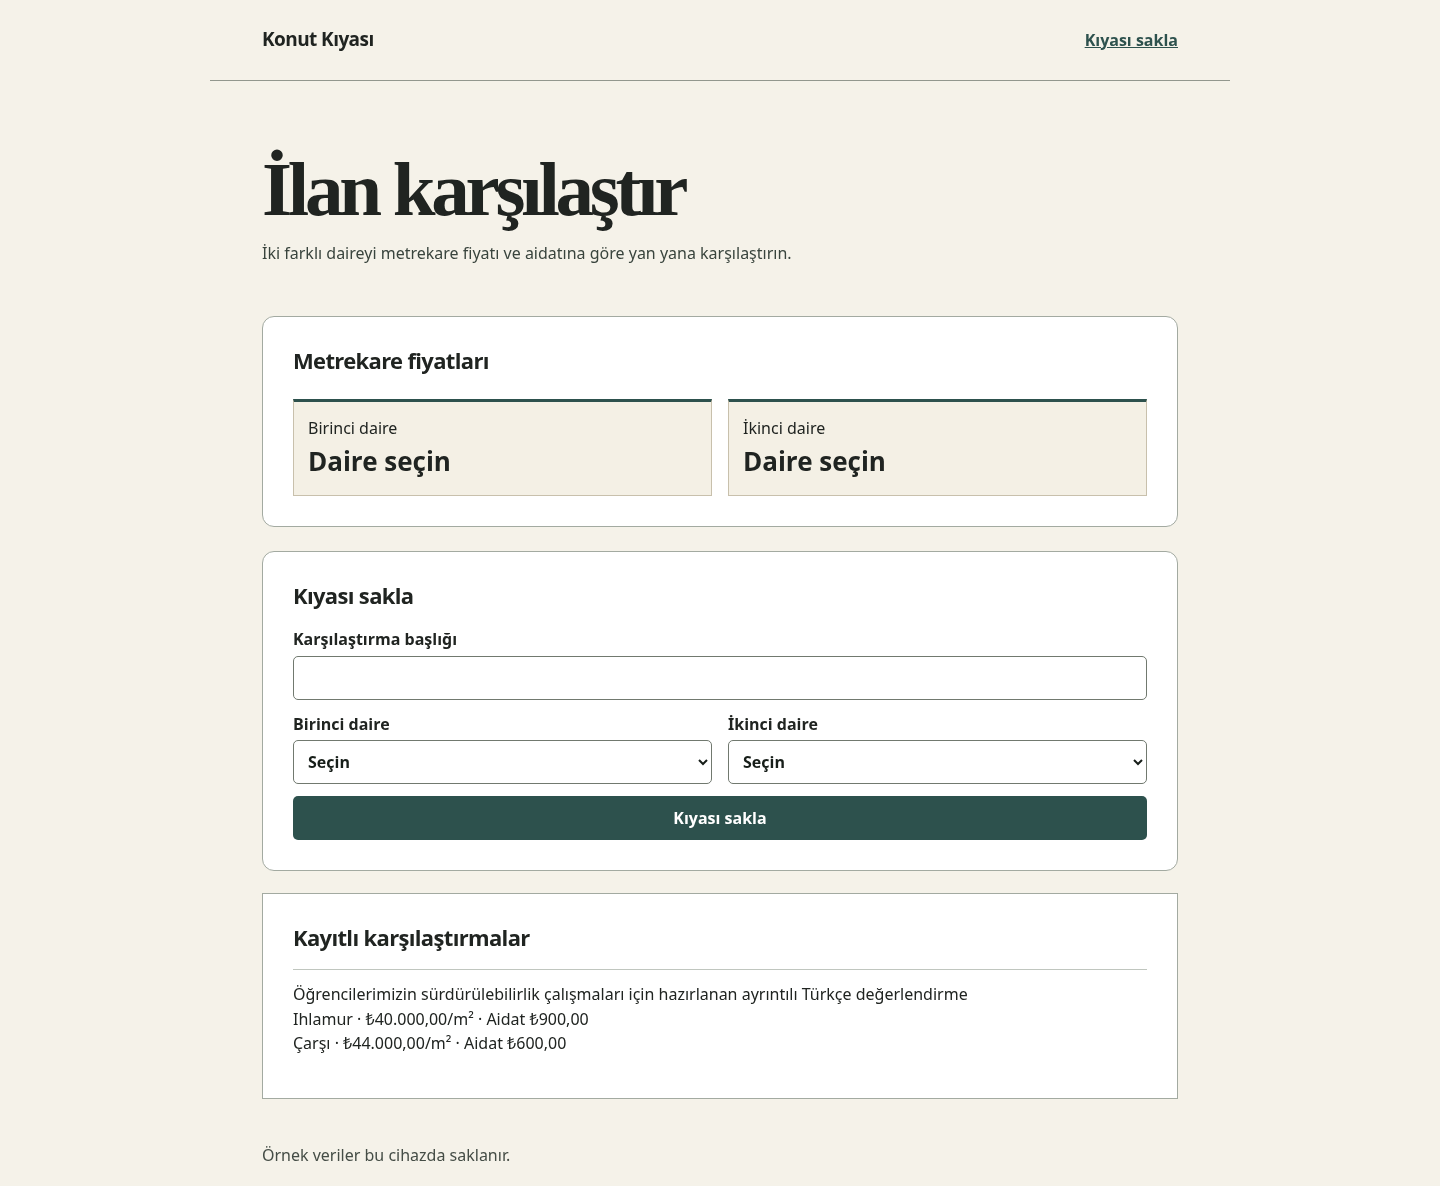 Konut Kıyası
Kıyası sakla
İlan karşılaştır
İki farklı daireyi metrekare fiyatı ve aidatına göre yan yana karşılaştırın.
Metrekare fiyatları
Birinci daire
Daire seçin
İkinci daire
Daire seçin
Kıyası sakla
Karşılaştırma başlığı
Birinci daire
Seçin
İkinci daire
Seçin
Kıyası sakla
Kayıtlı karşılaştırmalar
Öğrencilerimizin sürdürülebilirlik çalışmaları için hazırlanan ayrıntılı Türkçe değerlendirme
Ihlamur · ₺40.000,00/m² · Aidat ₺900,00
Çarşı · ₺44.000,00/m² · Aidat ₺600,00
Örnek veriler bu cihazda saklanır.